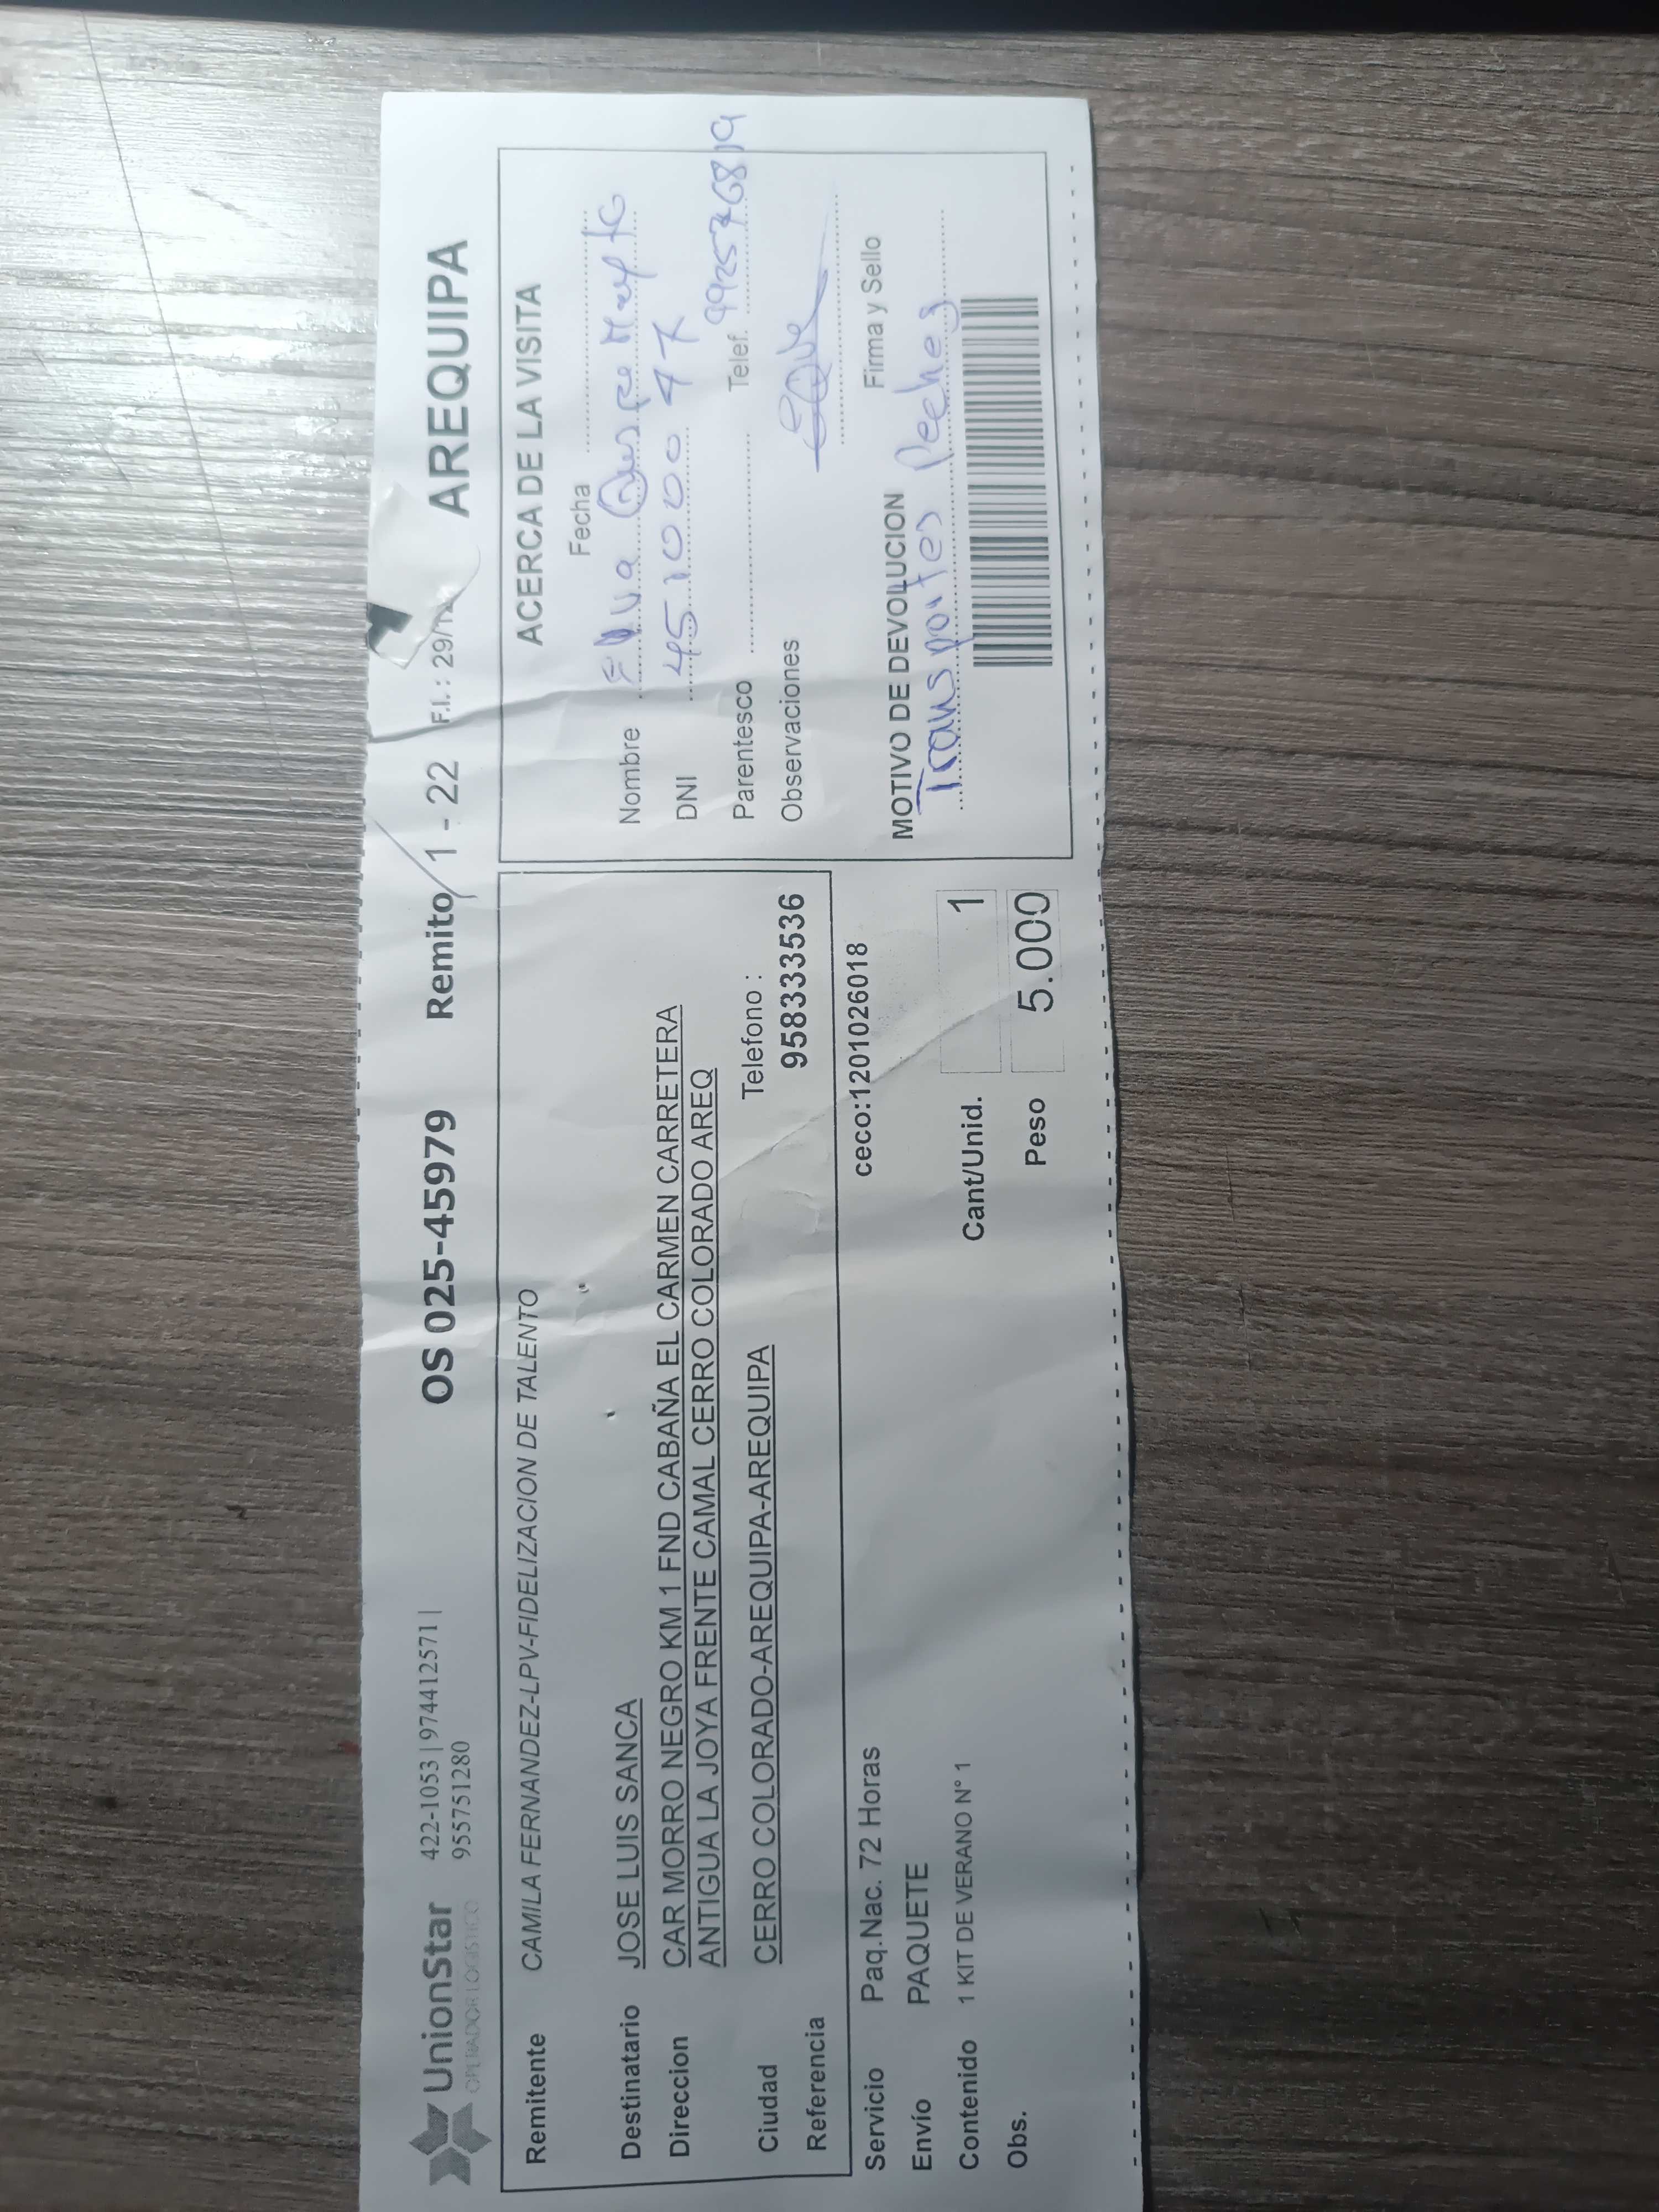 UnionStar
OPERADOR LOGISTICO
422-1053 | 974412571 |
955751280
OS 025-45979 Remito 1 - 22 F.I. : 29/ AREQUIPA
Remitente CAMILA FERNANDEZ-LPV-FIDELIZACION DE TALENTO
Destinatario JOSE LUIS SANCA
Direccion CAR MORRO NEGRO KM 1 FND CABAÑA EL CARMEN CARRETERA
ANTIGUA LA JOYA FRENTE CAMAL CERRO COLORADO AREQ
Telefono :
Ciudad CERRO COLORADO-AREQUIPA-AREQUIPA 958333536
Referencia
Servicio Paq.Nac. 72 Horas ceco:1201026018
Envío PAQUETE
Contenido 1 KIT DE VERANO N° 1 Cant/Unid. 1
Obs. Peso 5.000
ACERCA DE LA VISITA
Fecha
Nombre Elva Quispe
DNI 45100047
Parentesco Telef.
Observaciones
Firma y Sello
MOTIVO DE DEVOLUCION
Transportes